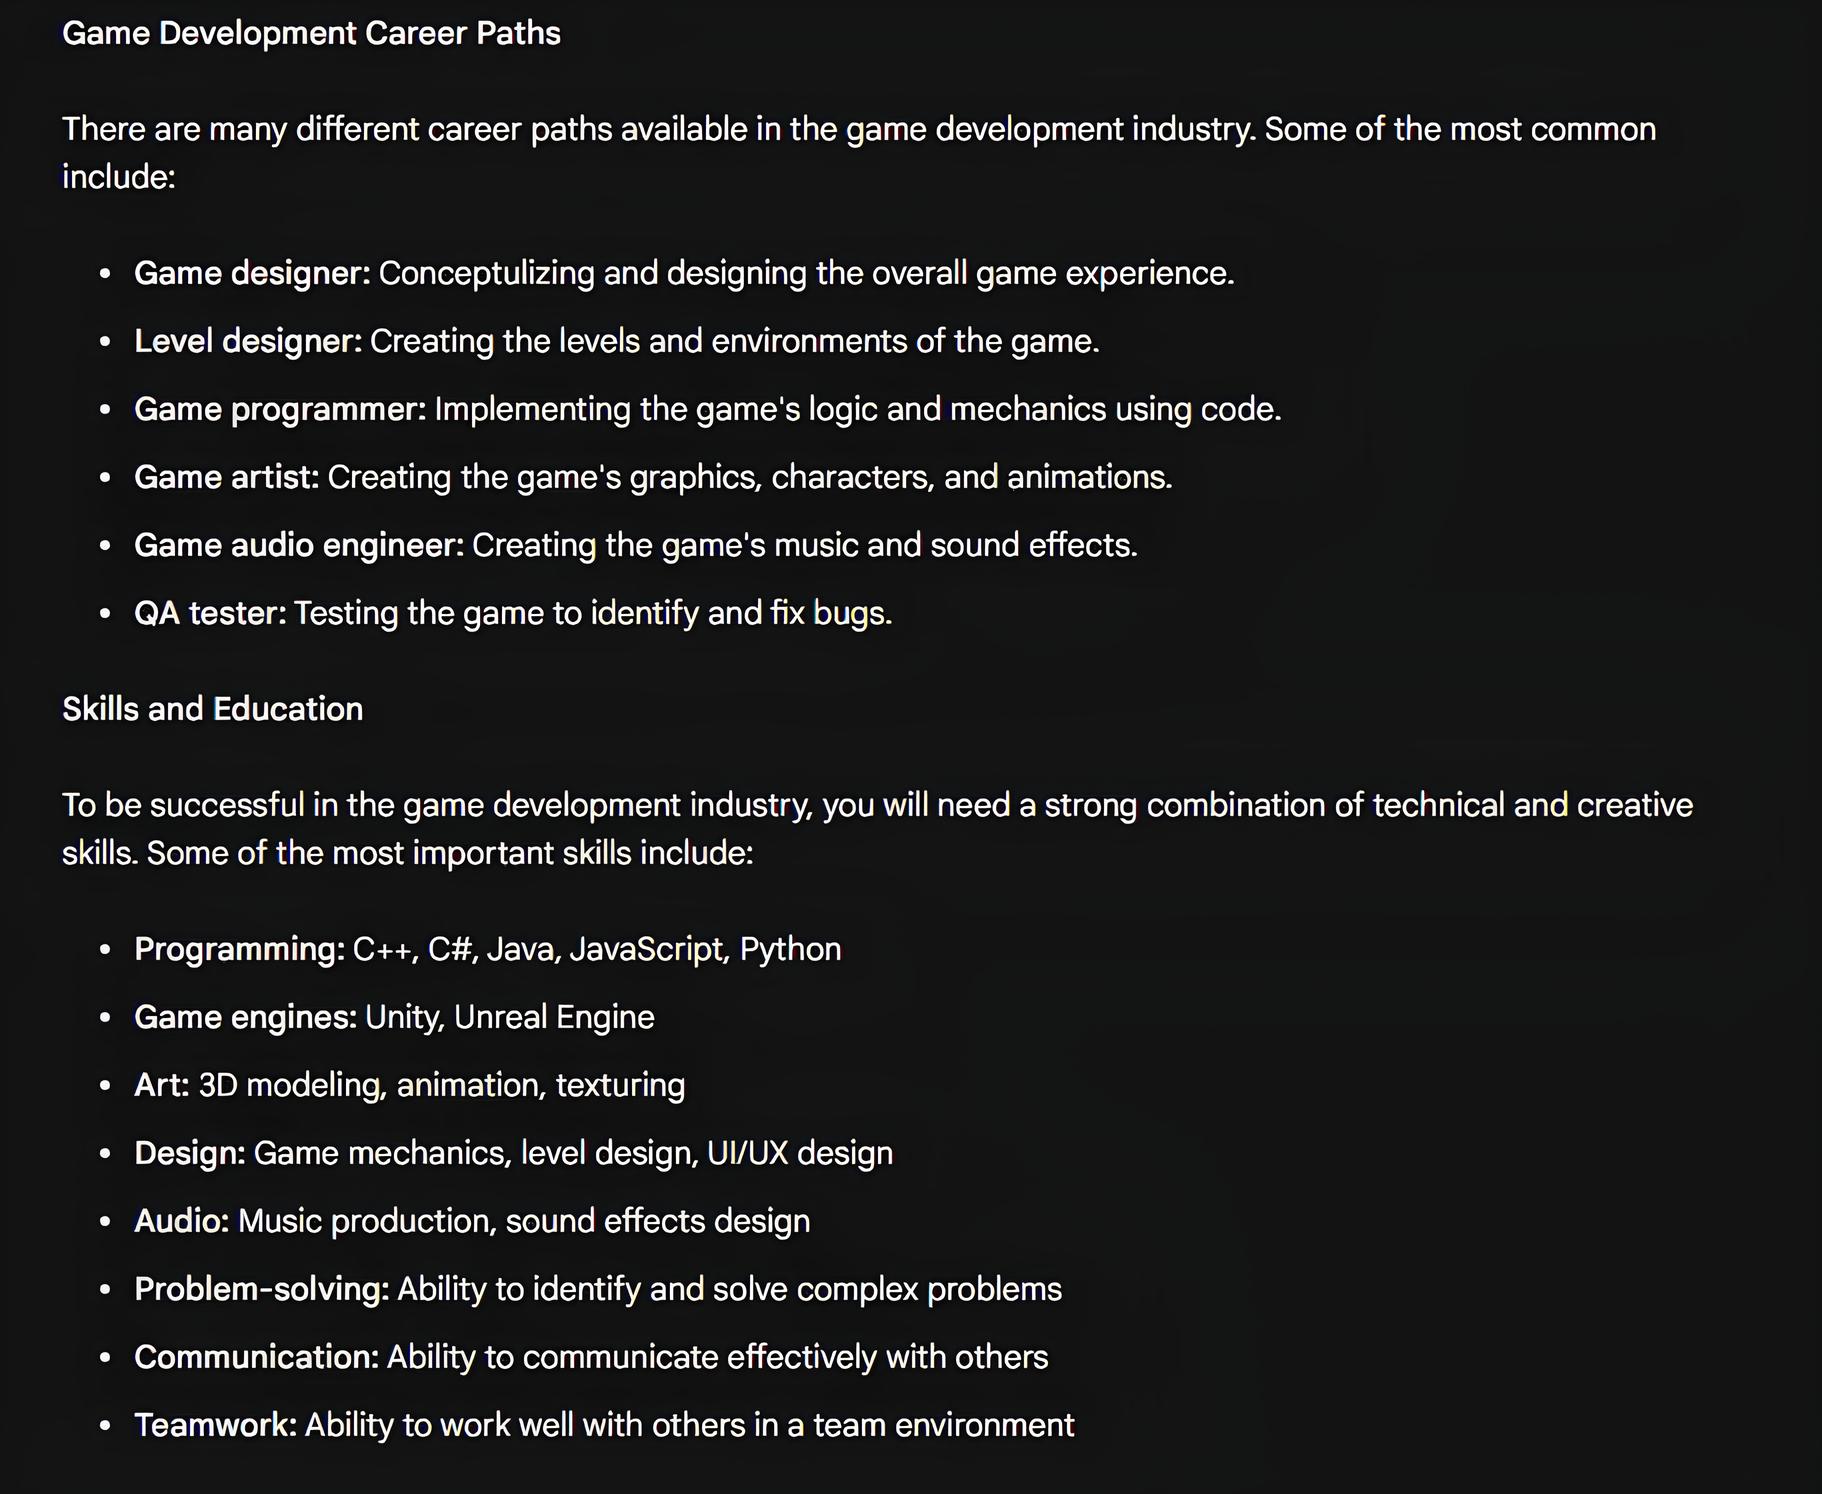 Game Development Career Paths
There are many different career paths available in the game development industry. Some of the most common
include:
• Game designer: Conceptulizing and designing the overall game experience.
• Level designer: Creating the levels and environments of the game.
• Game programmer: Implementing the game's logic and mechanics using code.
• Game artist: Creating the game's graphics, characters, and animations.
• Game audio engineer: Creating the game's music and sound effects.
• QA tester: Testing the game to identify and fix bugs.
Skills and Education
To be successful in the game development industry, you will need a strong combination of technical and creative
skills. Some of the most important skills include:
• Programming: C++, C#, Java, JavaScript, Python
• Game engines: Unity, Unreal Engine
• Art: 3D modeling, animation, texturing
• Design: Game mechanics, level design, UI/UX design
• Audio: Music production, sound effects design
• Problem-solving: Ability to identify and solve complex problems
• Communication: Ability to communicate effectively with others
• Teamwork: Ability to work well with others in a team environment